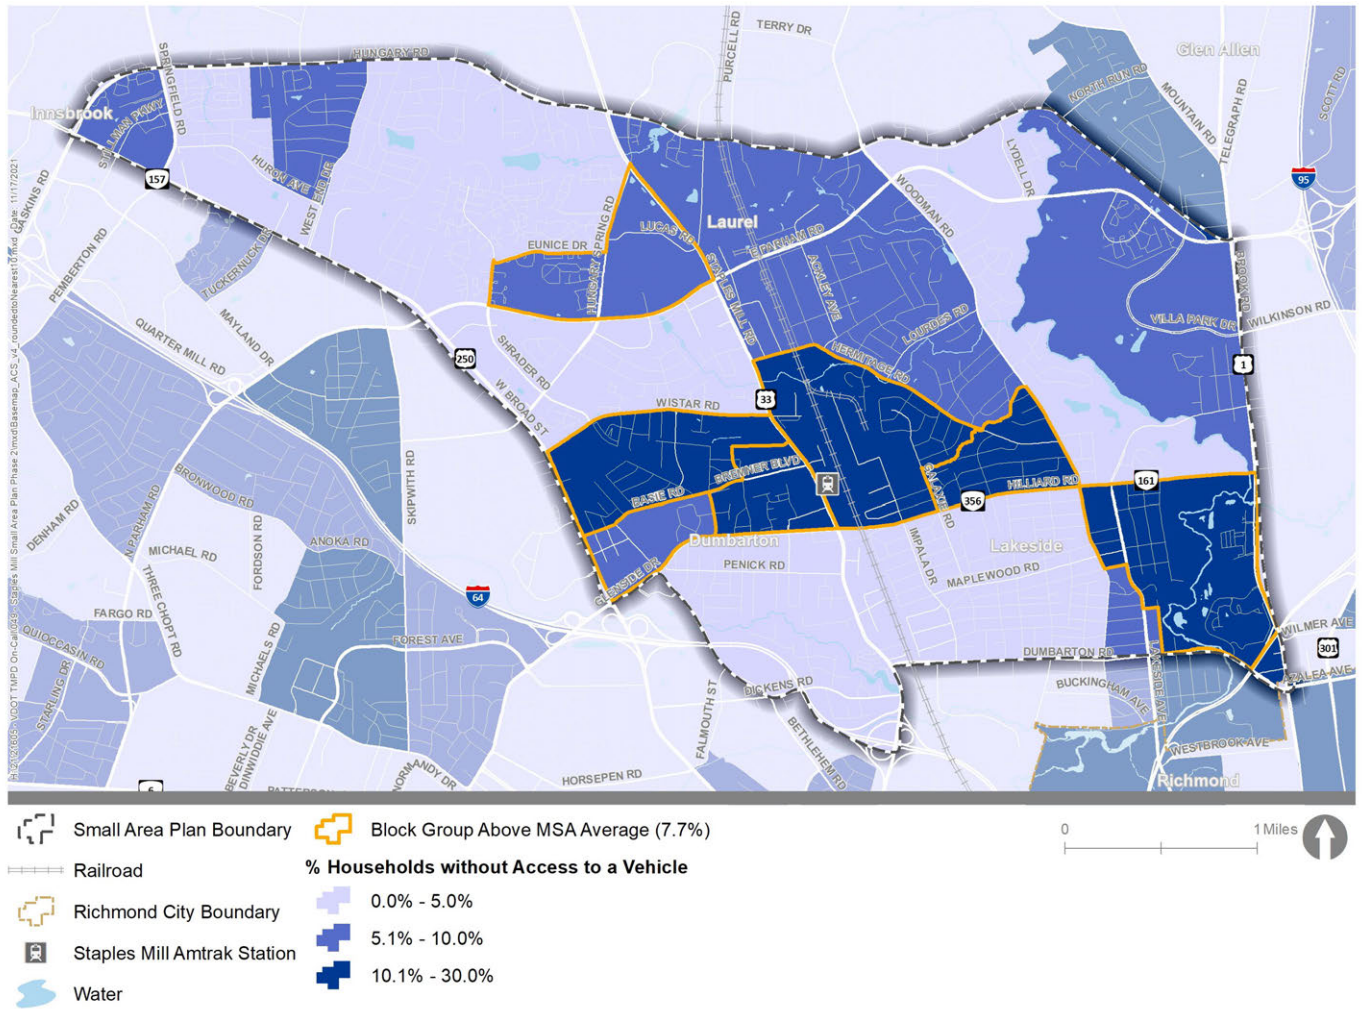 TERRY DR
Glen Allen
HUNGARY RD
PURCELL RD
SPRINGFIELD RD
NORTH RUN RD
MOUNTAIN RD
TELEGRAPH RD
SCOTT RD
Innsbrook
STILLMAN PKWY
157
HURON AVE
WEST END DR
GASKINS RD
LYDELL DR
95
WOODMAN RD
Laurel
LUCAS RD
E PARHAM RD
EUNICE DR
HUNGARY SPRING RD
PEMBERTON RD
TUCKERNUCK DR
STAPLES MILL RD
ACKLEY AVE
BROOK RD
WILKINSON RD
VILLA PARK DR
LOURDES RD
MAYLAND DR
QUARTER MILL RD
SHRADER RD
250
HERMITAGE RD
1
W BROAD ST
WISTAR RD
33
BREMNER BLVD
BASIE RD
HILLIARD RD
161
356
GALAXIE RD
BRONWOOD RD
SKIPWITH RD
DENHAM RD
N PARHAM RD
ANOKA RD
MICHAEL RD
FORDSON RD
Dumbarton
Lakeside
IMPALA DR
PENICK RD
MAPLEWOOD RD
GLENSIDE DR
64
THREE CHOPT RD
FARGO RD
QUIOCCASIN RD
FOREST AVE
MICHAELS RD
WILMER AVE
301
DUMBARTON RD
LAKESIDE AVE
AZALEA AVE
BUCKINGHAM AVE
STARLING DR
DICKENS RD
FALMOUTH ST
BETHLEHEM RD
WESTBROOK AVE
BEVERLY DR
DINWIDDIE AVE
NORMANDY DR
HORSEPEN RD
Richmond
6
Small Area Plan Boundary
Railroad
Richmond City Boundary
Staples Mill Amtrak Station
Water
Block Group Above MSA Average (7.7%)
% Households without Access to a Vehicle
0.0% - 5.0%
5.1% - 10.0%
10.1% - 30.0%
0
1 Miles